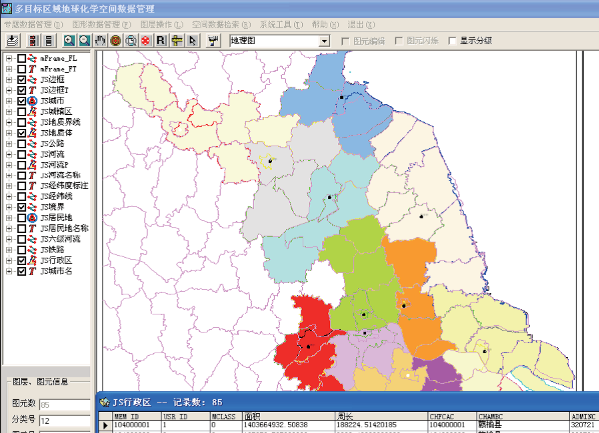 多目标区域地球化学空间数据管理
专题数据管理 图形数据管理 图层操作 空间数据检索 系统工具 帮助 退出
地理图 图元编辑 图元闪烁 显示分级
mFrame_PL
mFrame_PT
JS边框
JS边框T
JS城市
JS城镇区
JS地质界线
JS地质体
JS公路
JS河流
JS河流P
JS河流名称
JS经纬度标注
JS经纬线
JS境界
JS居民地
JS居民地名称
JS六级河流
JS铁路
JS行政区
JS城市名
图层、图元信息
图元数 85
分类号 12
JS行政区 -- 记录数: 85
MEM ID USR ID MCLASS 面积 周长 CHFCAC CHAMBC ADMINC
104000001 1 0 1403664932.50838 188224.51420185 104000001 赣榆县 320721